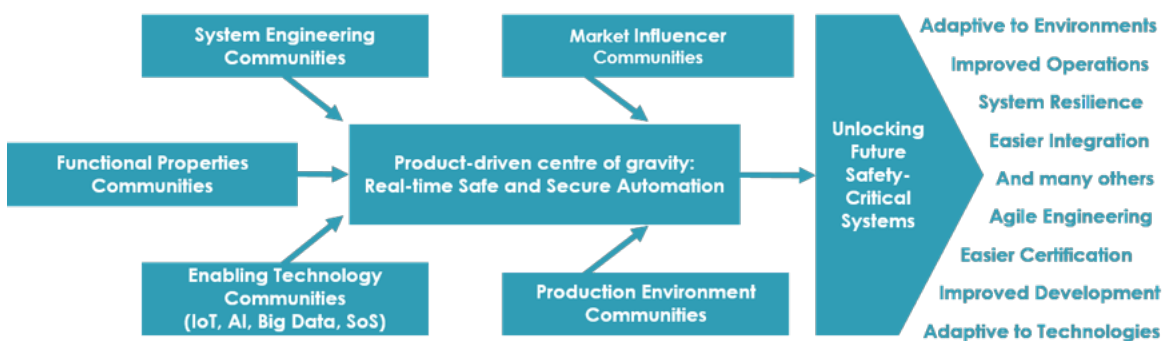 System Engineering
Communities
Market Influencer
Communities
Functional Properties
Communities
Product-driven centre of gravity:
Real-time Safe and Secure Automation
Enabling Technology
Communities
(IoT, AI, Big Data, SoS)
Production Environment
Communities
Unlocking
Future
Safety-
Critical
Systems
Adaptive to Environments
Improved Operations
System Resilience
Easier Integration
And many others
Agile Engineering
Easier Certification
Improved Development
Adaptive to Technologies